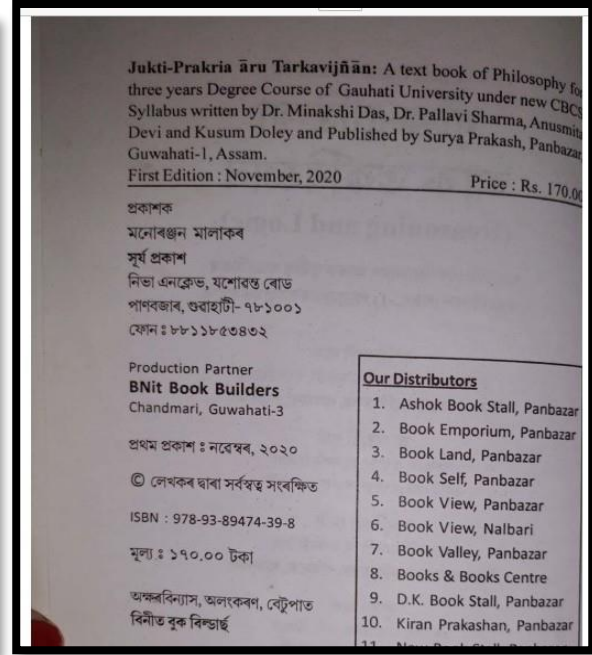 Jukti-Prakria āru Tarkavijñān: A text book of Philosophy for
three years Degree Course of Gauhati University under new CBCS
Syllabus written by Dr. Minakshi Das, Dr. Pallavi Sharma, Anusmita
Devi and Kusum Doley and Published by Surya Prakash, Panbazar
Guwahati-1, Assam.
First Edition : November, 2020
Price : Rs. 170.00
প্ৰকাশক
মনোৰঞ্জন মালাকৰ
সূৰ্য প্ৰকাশ
নিভা এনক্লেভ, যশোৱন্ত ৰোড
পাণবজাৰ, গুৱাহাটী- ৭৮১০০১
ফোন : ৮৮১১৮৫৩৪৩২
Production Partner
BNit Book Builders
Chandmari, Guwahati-3
প্ৰথম প্ৰকাশ : নৱেম্বৰ, ২০২০
© লেখকৰ দ্বাৰা সৰ্বস্বত্ব সংৰক্ষিত
ISBN : 978-93-89474-39-8
মূল্য : ১৭০.০০ টকা
অক্ষৰবিন্যাস, অলংকৰণ, বেটুপাত
বিনীত বুক বিল্ডাৰ্ছ
Our Distributors
1. Ashok Book Stall, Panbazar
2. Book Emporium, Panbazar
3. Book Land, Panbazar
4. Book Self, Panbazar
5. Book View, Panbazar
6. Book View, Nalbari
7. Book Valley, Panbazar
8. Books & Books Centre
9. D.K. Book Stall, Panbazar
10. Kiran Prakashan, Panbazar